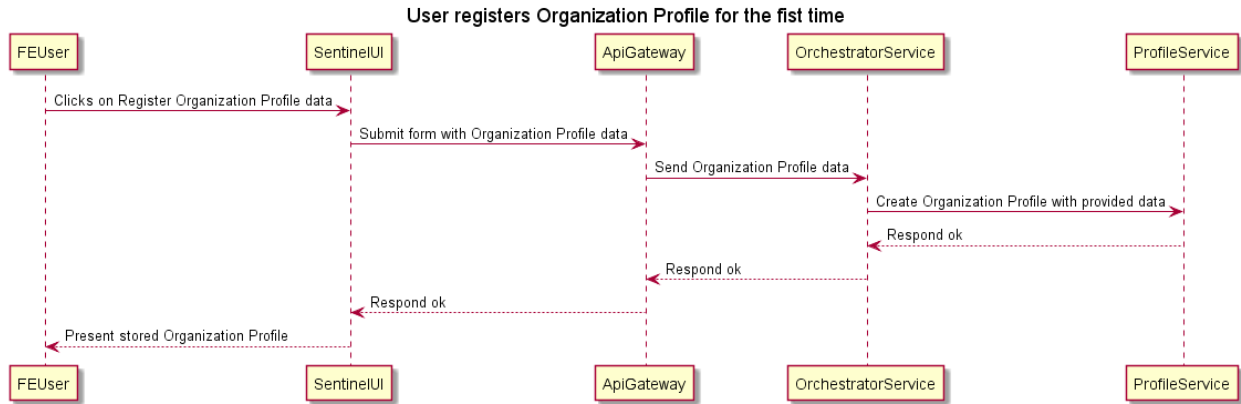 User registers Organization Profile for the fist time
FEUser SentinelUI ApiGateway OrchestratorService ProfileService
Clicks on Register Organization Profile data
Submit form with Organization Profile data
Send Organization Profile data
Create Organization Profile with provided data
Respond ok
Respond ok
Respond ok
Present stored Organization Profile
FEUser SentinelUI ApiGateway OrchestratorService ProfileService